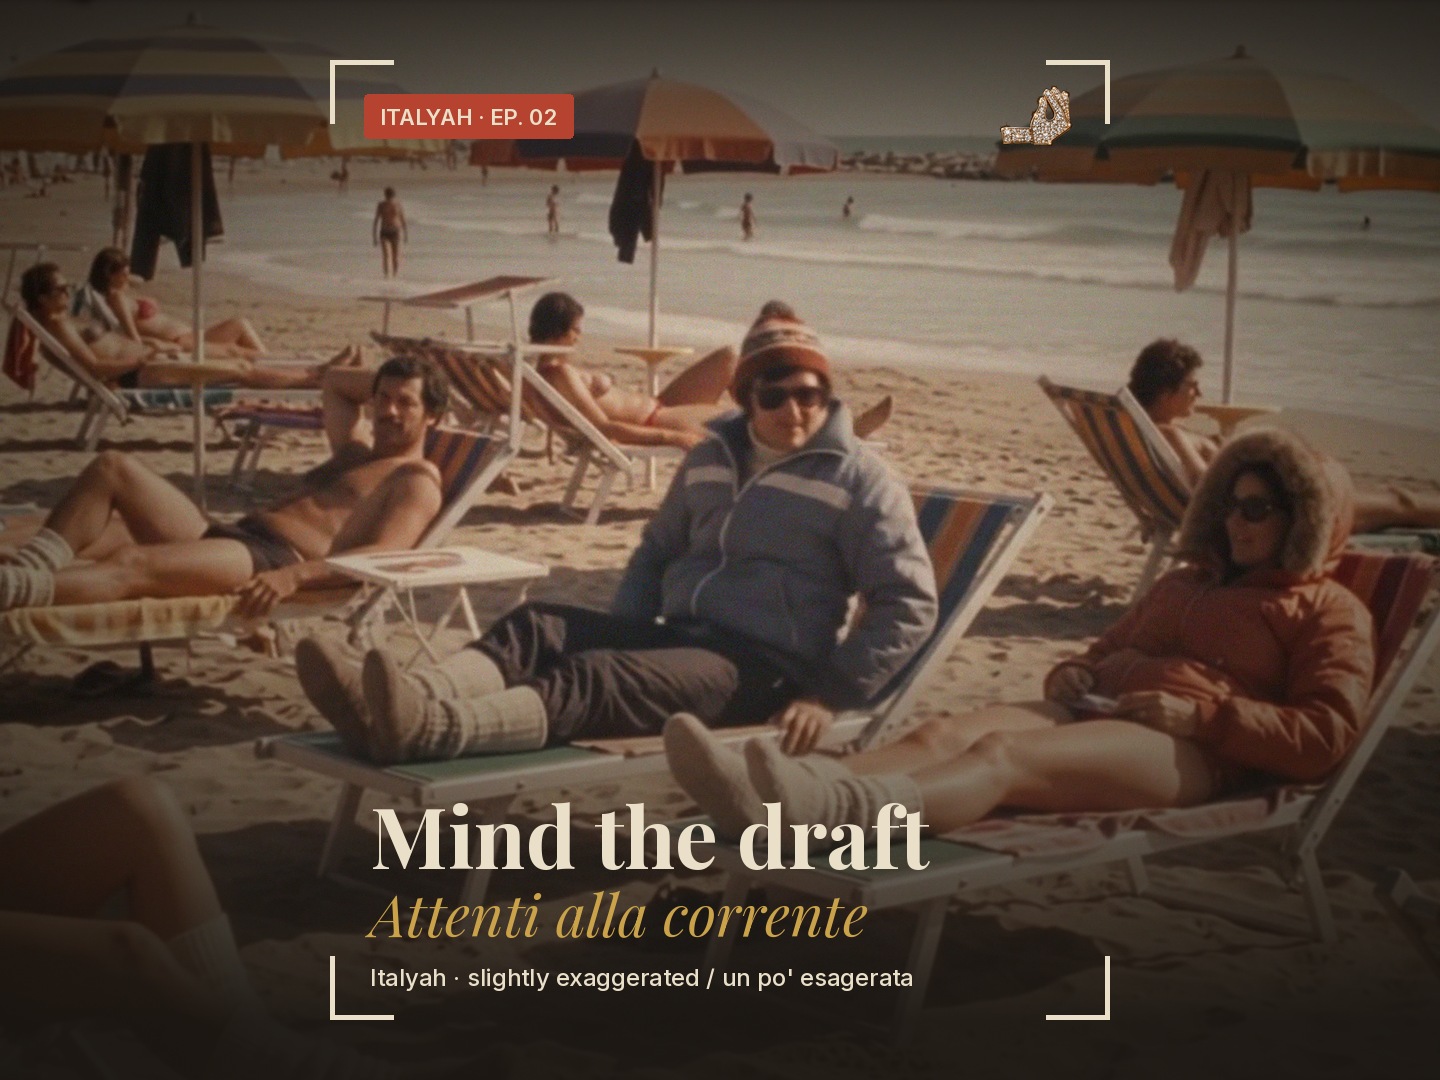 ITALYAH · EP. 02
Mind the draft
Attenti alla corrente
Italyah · slightly exaggerated / un po' esagerata